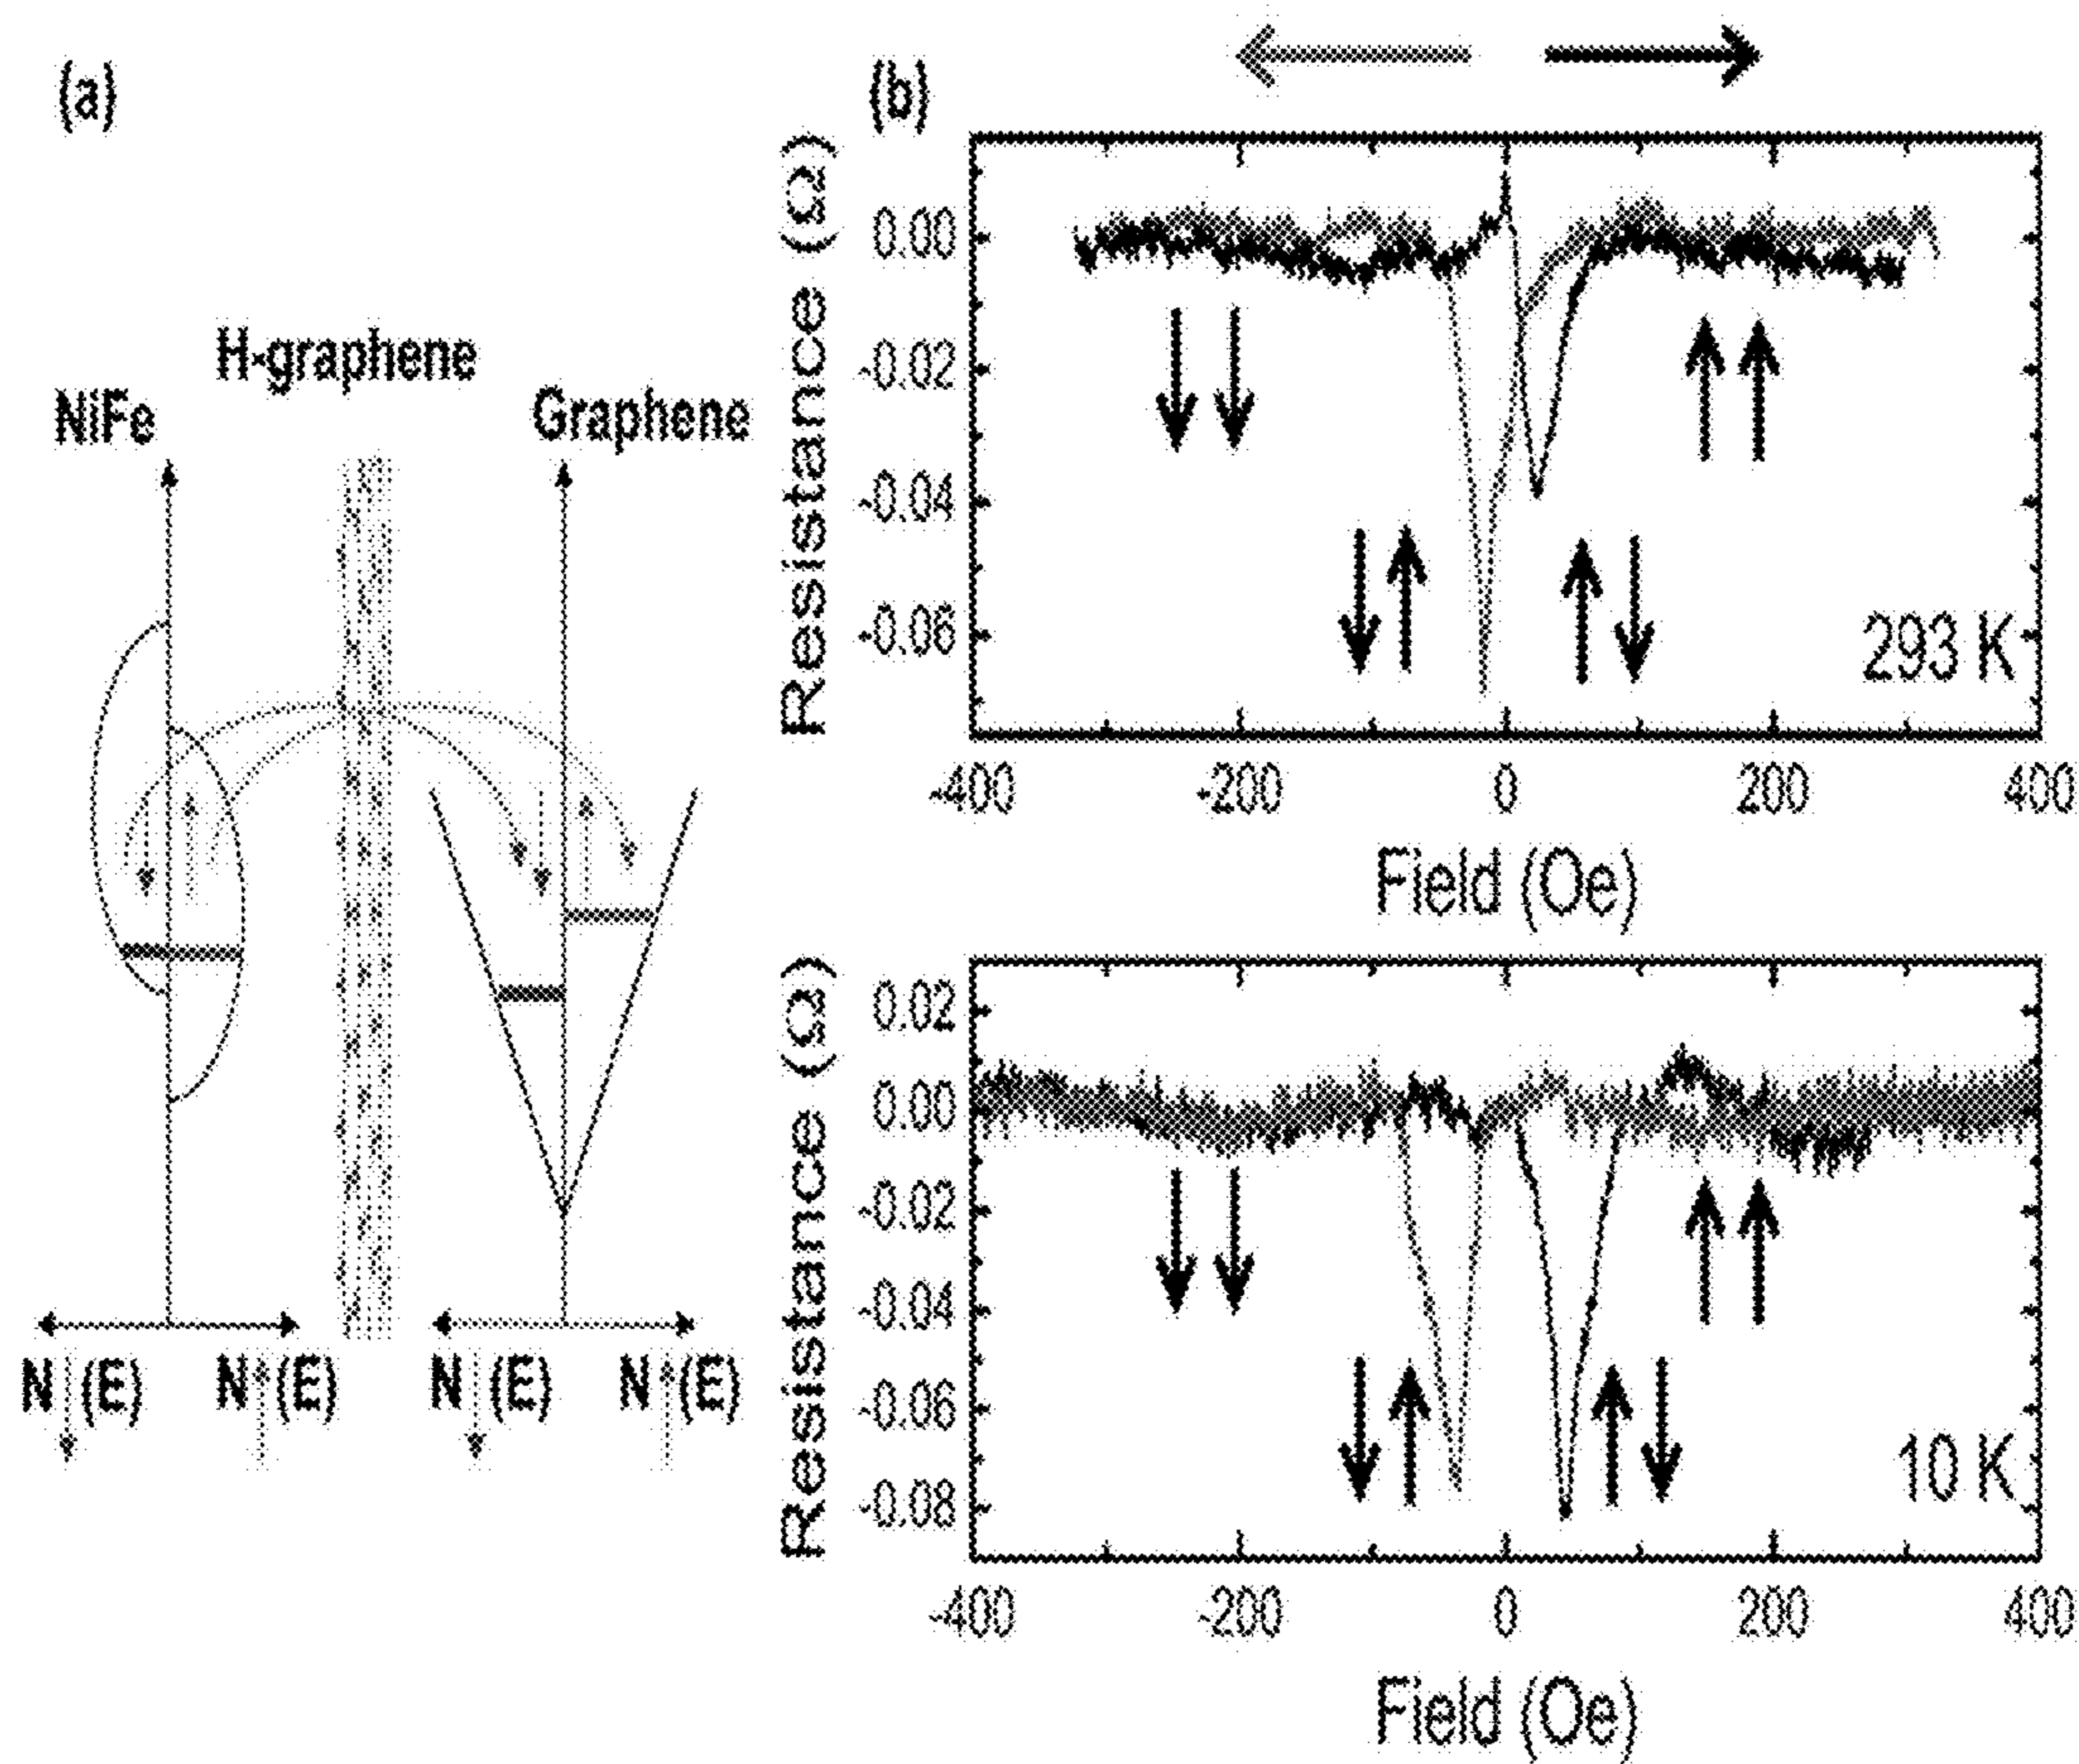 (a)
H-graphene
NiFe
Graphene
N↓(E) N↑(E) N↓(E) N↑(E)
(b)
Resistance (Ω)
0.00
-0.02
-0.04
-0.06
293 K
-400 -200 0 200 400
Field (Oe)
Resistance (Ω)
0.02
0.00
-0.02
-0.04
-0.06
-0.08
10 K
-400 -200 0 200 400
Field (Oe)